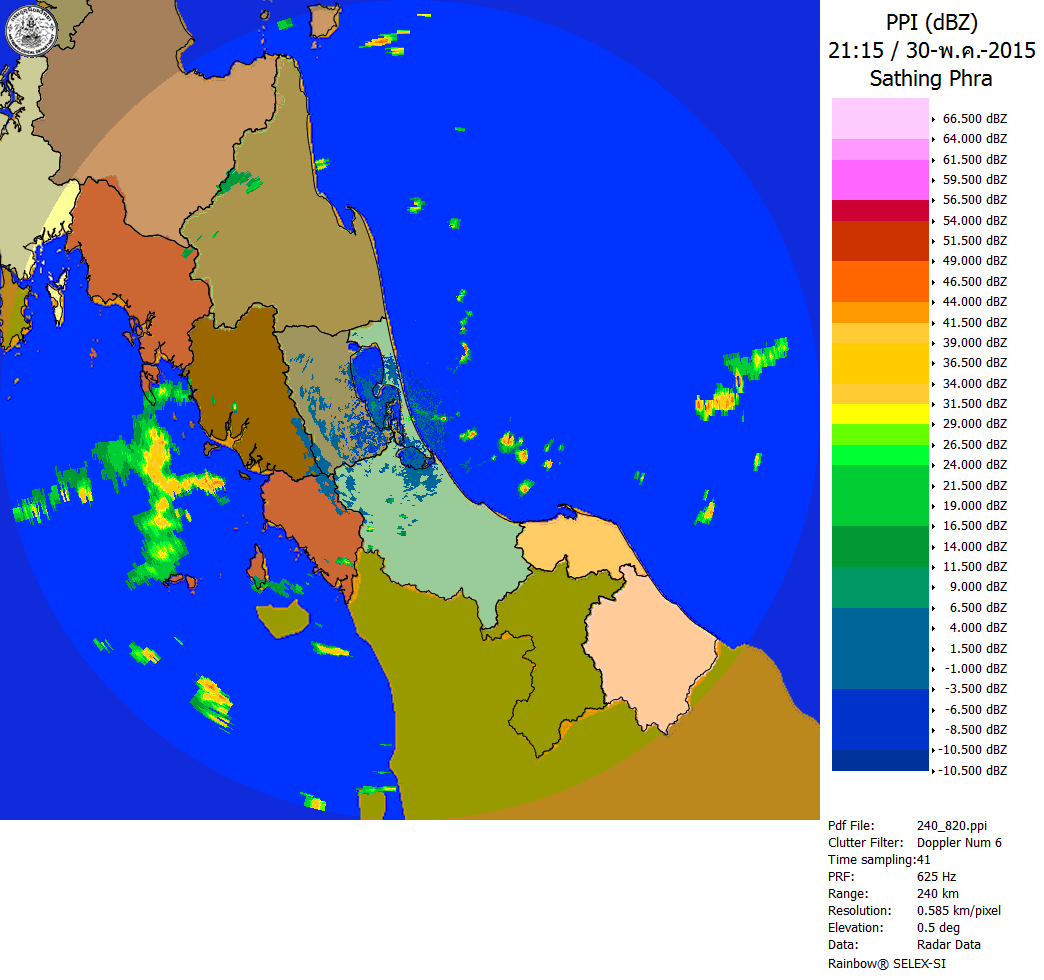 PPI (dBZ)
21:15 / 30-พ.ค.-2015
Sathing Phra
66.500 dBZ
64.000 dBZ
61.500 dBZ
59.500 dBZ
56.500 dBZ
54.000 dBZ
51.500 dBZ
49.000 dBZ
46.500 dBZ
44.000 dBZ
41.500 dBZ
39.000 dBZ
36.500 dBZ
34.000 dBZ
31.500 dBZ
29.000 dBZ
26.500 dBZ
24.000 dBZ
21.500 dBZ
19.000 dBZ
16.500 dBZ
14.000 dBZ
11.500 dBZ
9.000 dBZ
6.500 dBZ
4.000 dBZ
1.500 dBZ
-1.000 dBZ
-3.500 dBZ
-6.500 dBZ
-8.500 dBZ
-10.500 dBZ
-10.500 dBZ
Pdf File: 240_820.ppi
Clutter Filter: Doppler Num 6
Time sampling:41
PRF: 625 Hz
Range: 240 km
Resolution: 0.585 km/pixel
Elevation: 0.5 deg
Data: Radar Data
Rainbow® SELEX-SI